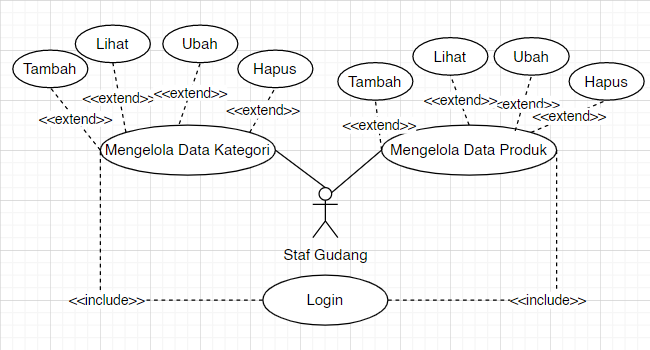 Tambah
Lihat
Ubah
Hapus
<<extend>>
<<extend>>
<<extend>>
<<extend>>
Mengelola Data Kategori
Tambah
Lihat
Ubah
Hapus
<<extend>>
<<extend>>
<<extend>>
<<extend>>
Mengelola Data Produk
Staf Gudang
<<include>>
Login
<<include>>